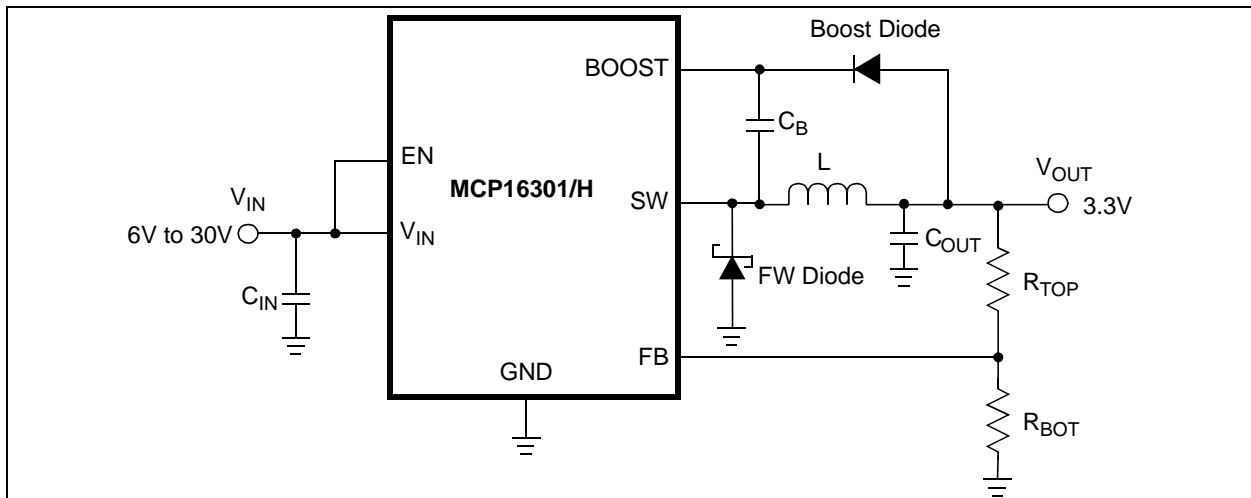 Boost Diode
BOOST
C_B
EN
MCP16301/H
L
V_OUT
V_IN
SW
3.3V
6V to 30V
V_IN
C_OUT
C_IN
FW Diode
R_TOP
FB
GND
R_BOT